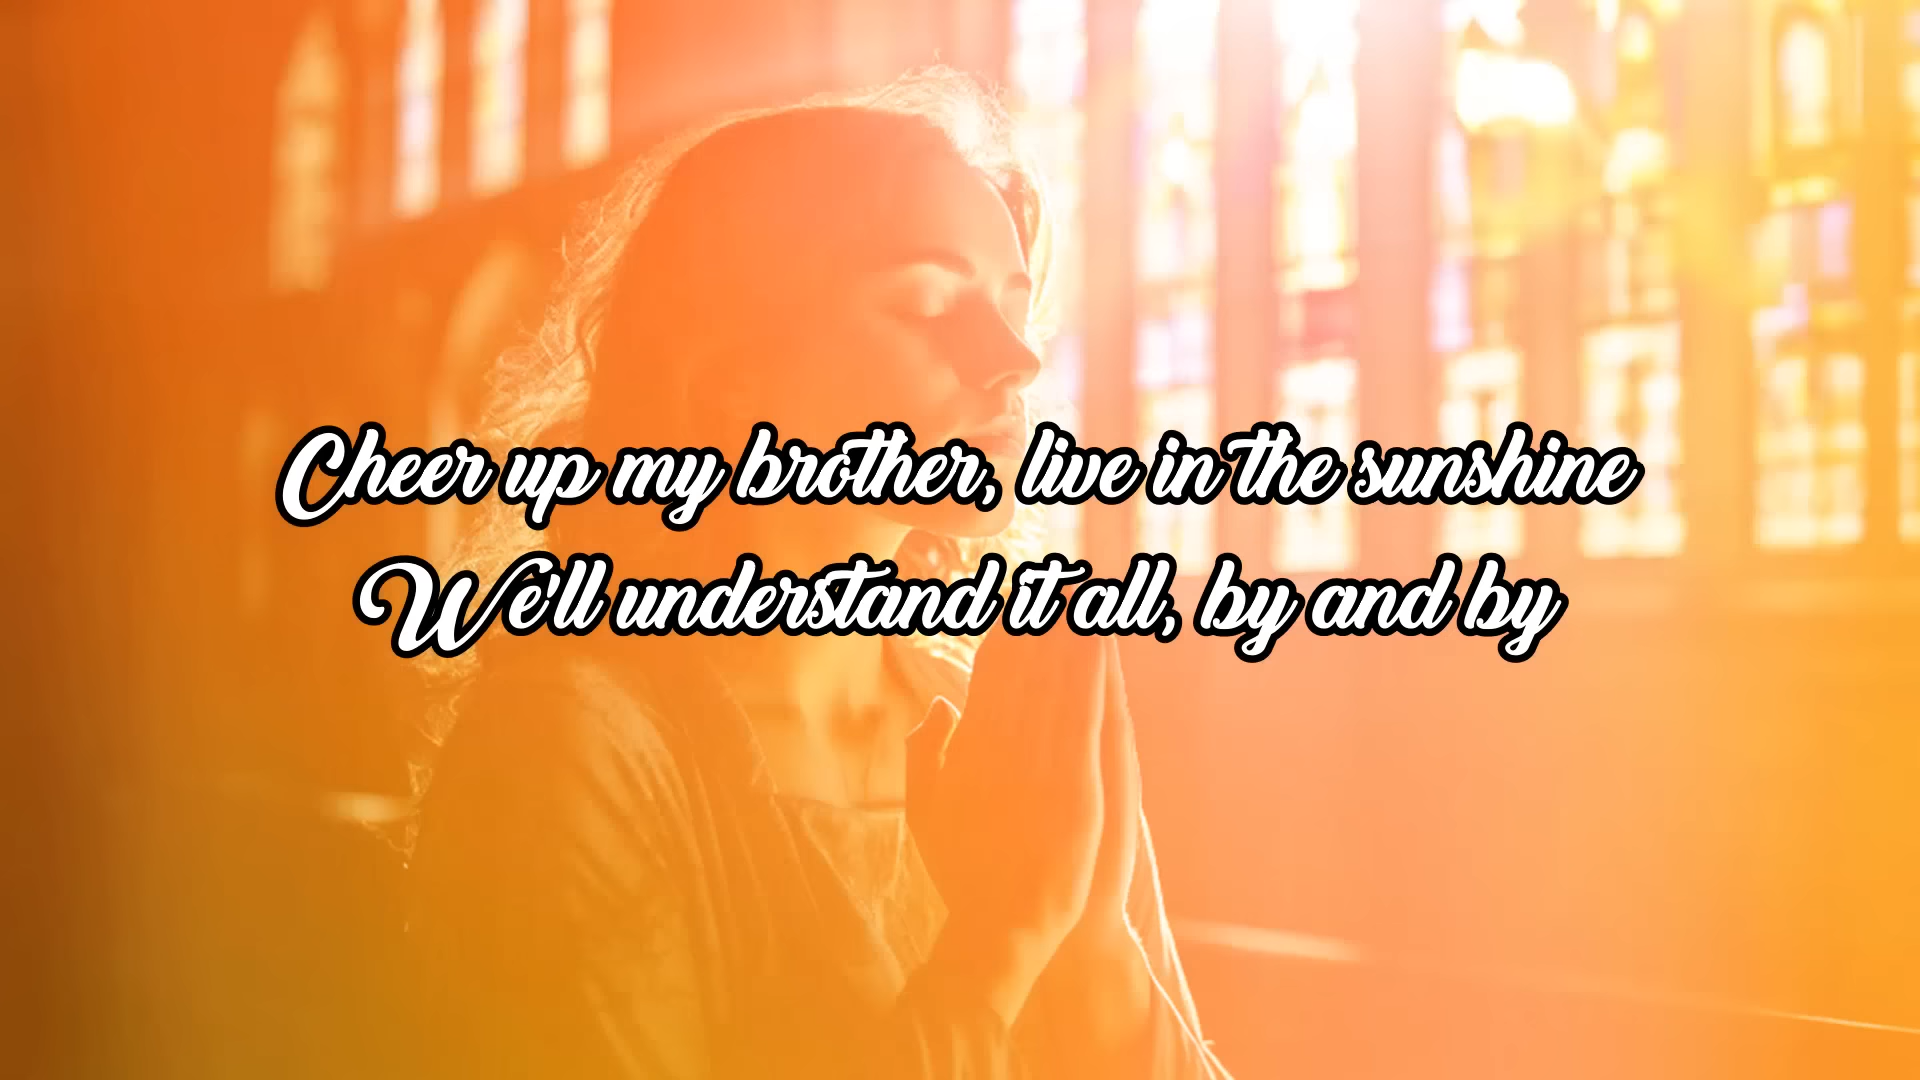 Cheer up my brother, live in the sunshine
We'll understand it all, by and by